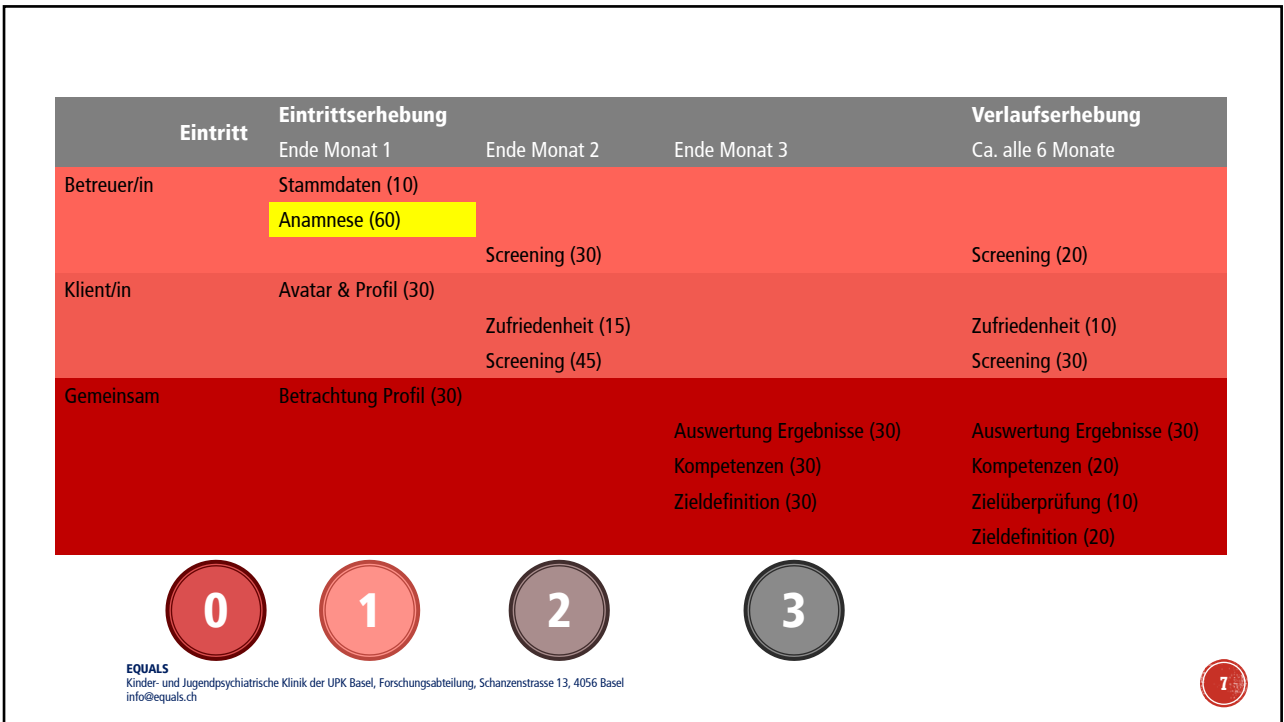 Eintritt Eintrittserhebung Verlaufserhebung
Ende Monat 1 Ende Monat 2 Ende Monat 3 Ca. alle 6 Monate
Betreuer/in Stammdaten (10)
Anamnese (60)
Screening (30) Screening (20)
Klient/in Avatar & Profil (30)
Zufriedenheit (15) Zufriedenheit (10)
Screening (45) Screening (30)
Gemeinsam Betrachtung Profil (30)
Auswertung Ergebnisse (30) Auswertung Ergebnisse (30)
Kompetenzen (30) Kompetenzen (20)
Zieldefinition (30) Zielüberprüfung (10)
Zieldefinition (20)
0 1 2 3
EQUALS
Kinder- und Jugendpsychiatrische Klinik der UPK Basel, Forschungsabteilung, Schanzenstrasse 13, 4056 Basel
info@equals.ch
7